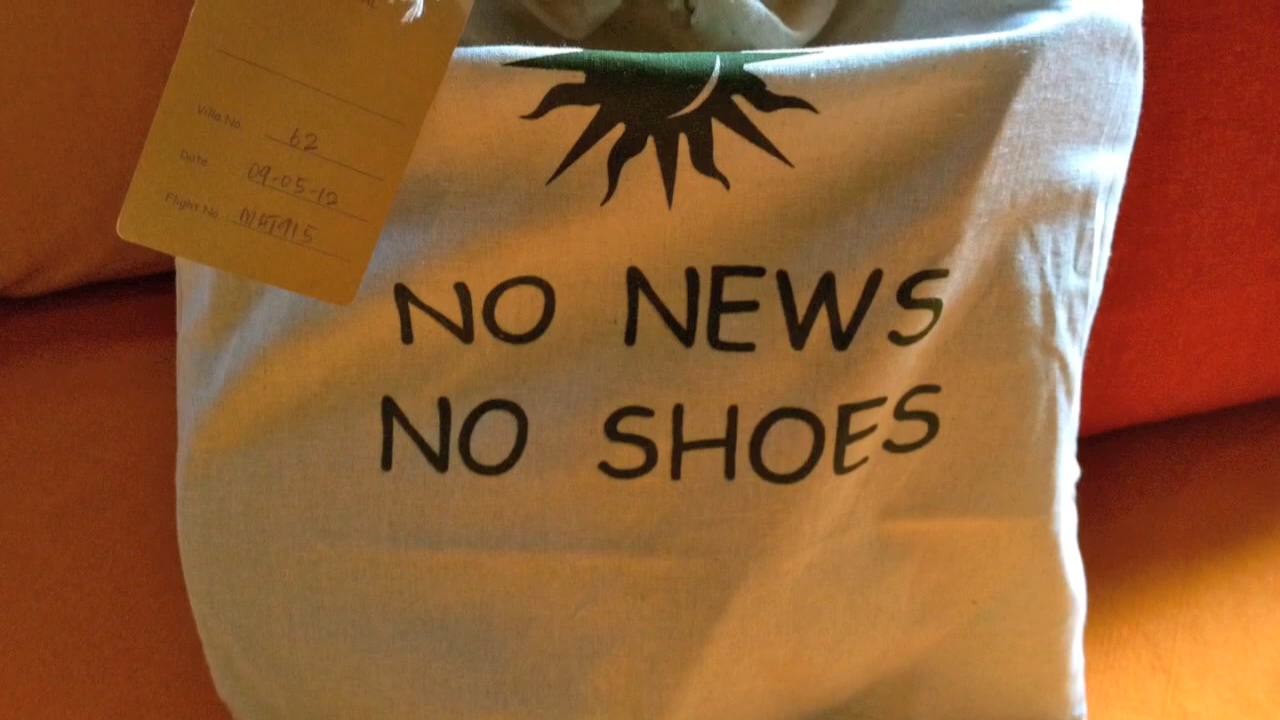 Villa No. 62
Date 09-05-12
Flight No.
NO NEWS
NO SHOES